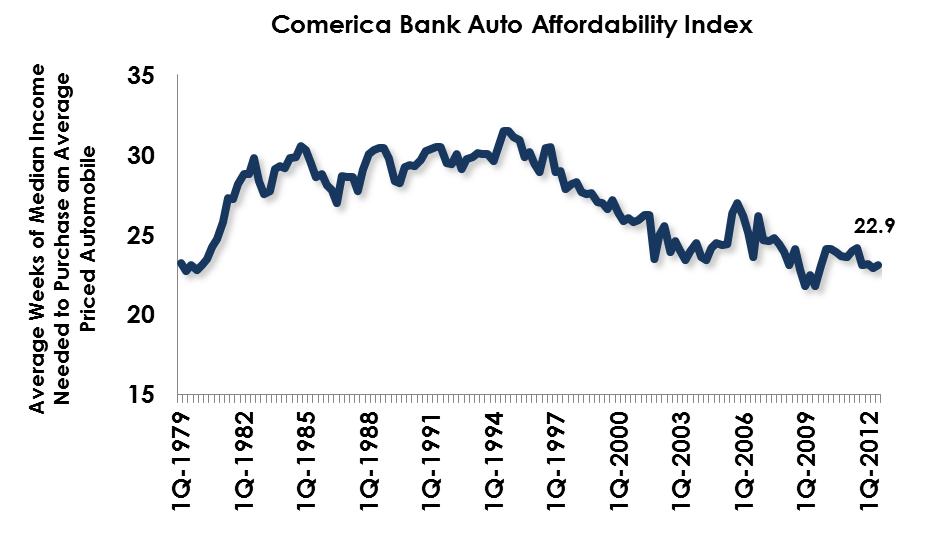 Comerica Bank Auto Affordability Index
Average Weeks of Median Income
Needed to Purchase an Average
Priced Automobile
35
30
25
20
15
22.9
1Q-1979
1Q-1982
1Q-1985
1Q-1988
1Q-1991
1Q-1994
1Q-1997
1Q-2000
1Q-2003
1Q-2006
1Q-2009
1Q-2012